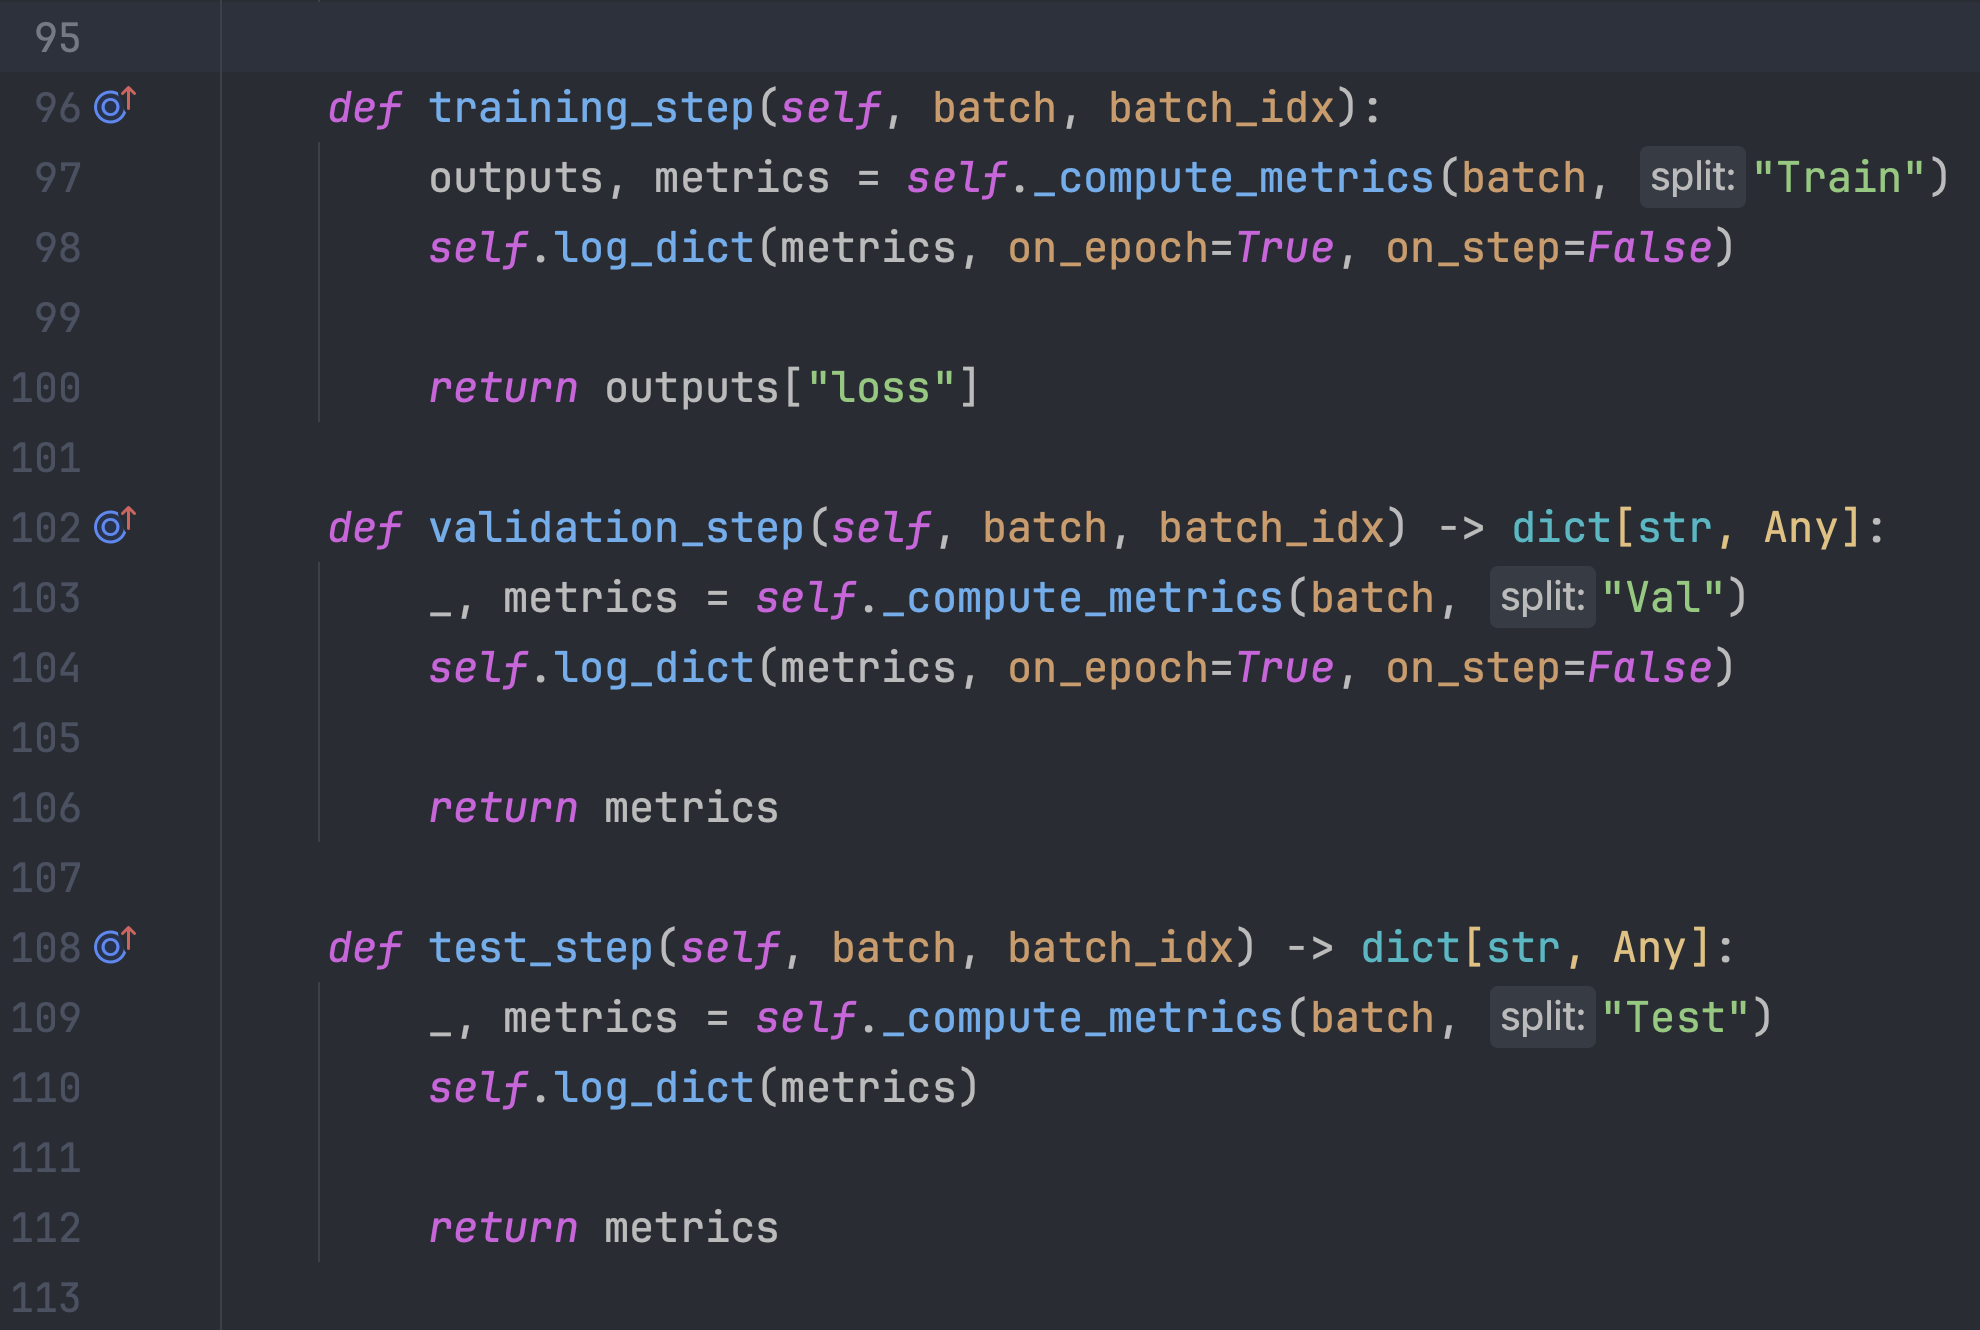 95
96 def training_step(self, batch, batch_idx):
97 outputs, metrics = self._compute_metrics(batch, split: "Train")
98 self.log_dict(metrics, on_epoch=True, on_step=False)
99
100 return outputs["loss"]
101
102 def validation_step(self, batch, batch_idx) -> dict[str, Any]:
103 _, metrics = self._compute_metrics(batch, split: "Val")
104 self.log_dict(metrics, on_epoch=True, on_step=False)
105
106 return metrics
107
108 def test_step(self, batch, batch_idx) -> dict[str, Any]:
109 _, metrics = self._compute_metrics(batch, split: "Test")
110 self.log_dict(metrics)
111
112 return metrics
113